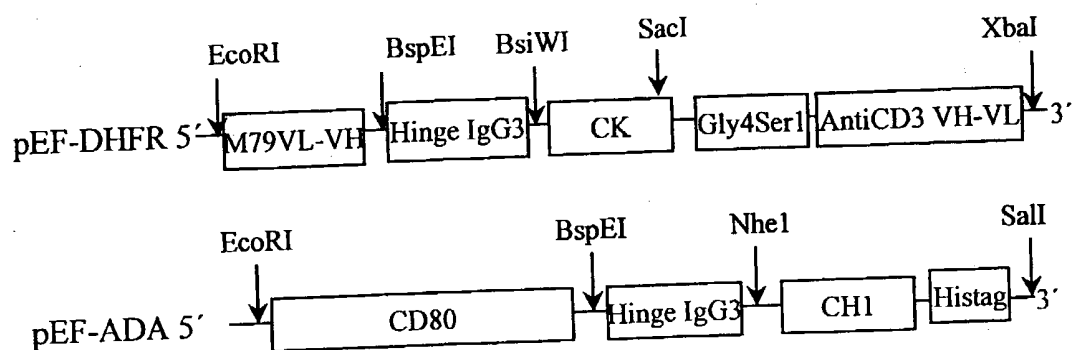 EcoRI BspEI BsiWI SacI XbaI
pEF-DHFR 5´ M79VL-VH Hinge IgG3 CK Gly4Ser1 AntiCD3 VH-VL 3´
EcoRI BspEI Nhe1 SalI
pEF-ADA 5´ CD80 Hinge IgG3 CH1 Histag 3´